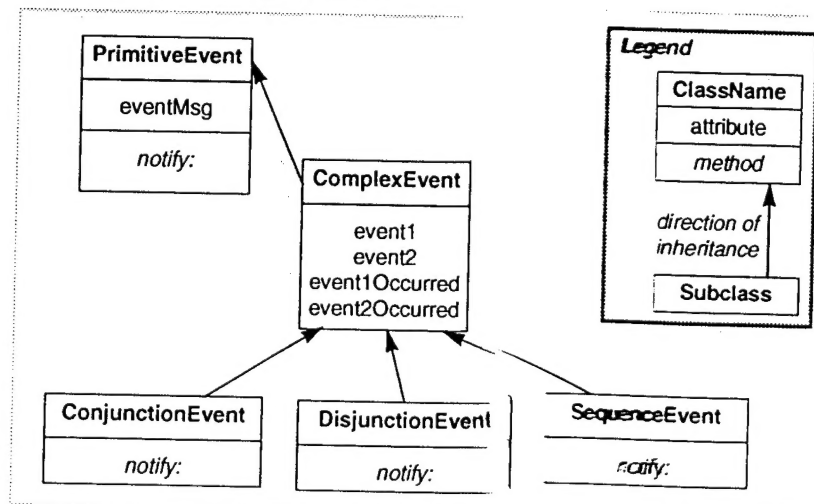 PrimitiveEvent
eventMsg
notify:
ComplexEvent
event1
event2
event1Occurred
event2Occurred
ConjunctionEvent
notify:
DisjunctionEvent
notify:
SequenceEvent
notify:
Legend
ClassName
attribute
method
direction of
inheritance
Subclass